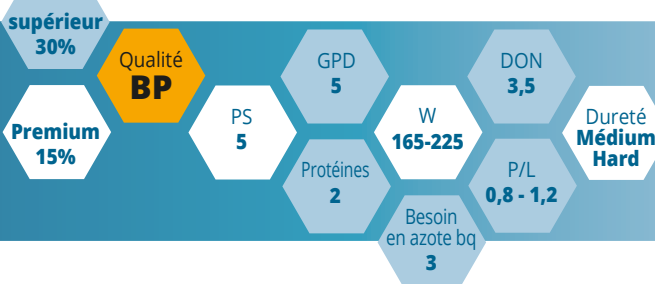 supérieur
30%
Premium
15%
Qualité
BP
PS
5
GPD
5
Protéines
2
W
165-225
Besoin
en azote bq
3
DON
3,5
P/L
0,8 - 1,2
Dureté
Médium
Hard